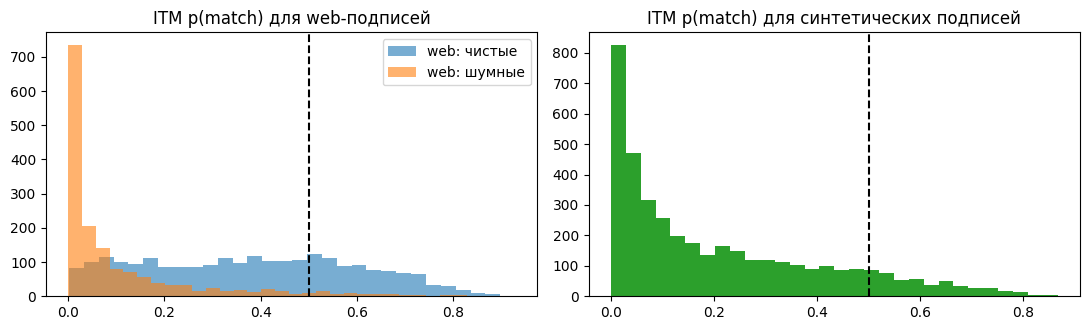 ITM p(match) для web-подписей
700
600
500
400
300
200
100
0
0.0 0.2 0.4 0.6 0.8
web: чистые
web: шумные
ITM p(match) для синтетических подписей
800
700
600
500
400
300
200
100
0
0.0 0.2 0.4 0.6 0.8